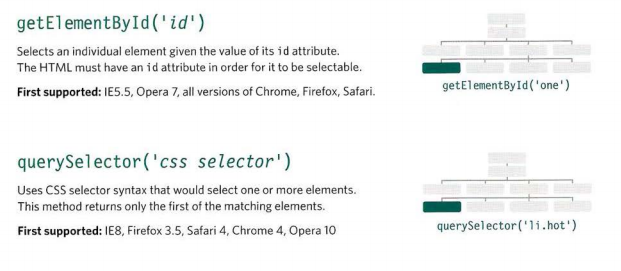 getElementById('id')
Selects an individual element given the value of its id attribute.
The HTML must have an id attribute in order for it to be selectable.
First supported: IE5.5, Opera 7, all versions of Chrome, Firefox, Safari.
getElementById('one')
querySelector('css selector')
Uses CSS selector syntax that would select one or more elements.
This method returns only the first of the matching elements.
First supported: IE8, Firefox 3.5, Safari 4, Chrome 4, Opera 10
querySelector('li.hot')